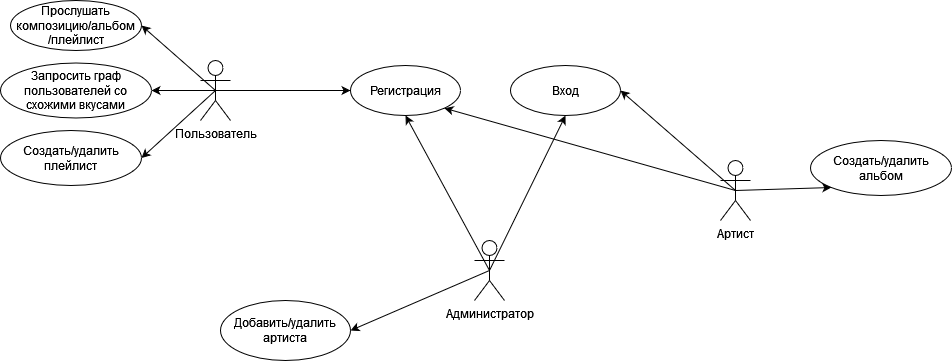 Прослушать
композицию/альбом
/плейлист
Запросить граф
пользователей со
схожими вкусами
Создать/удалить
плейлист
Пользователь
Регистрация
Вход
Создать/удалить
альбом
Артист
Администратор
Добавить/удалить
артиста